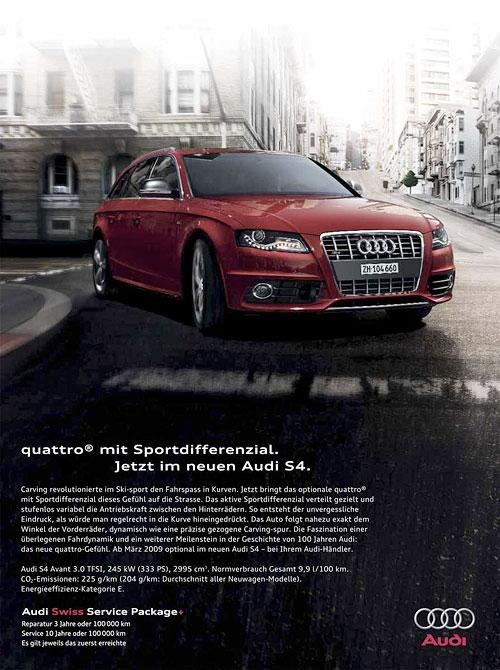 ZH·104660
quattro® mit Sportdifferenzial.
Jetzt im neuen Audi S4.
Carving revolutionierte im Ski-sport den Fahrspass in Kurven. Jetzt bringt das optionale quattro®
mit Sportdifferenzial dieses Gefühl auf die Strasse. Das aktive Sportdifferenzial verteilt gezielt und
stufenlos variabel die Antriebskraft zwischen den Hinterrädern. So entsteht der unvergessliche
Eindruck, als würde man regelrecht in die Kurve hineingedrückt. Das Auto folgt nahezu exakt dem
Winkel der Vorderräder, dynamisch wie eine präzise gezogene Carving-spur. Die Faszination einer
überlegenen Fahrdynamik und ein weiterer Meilenstein in der Geschichte von 100 Jahren Audi:
das neue quattro-Gefühl. Ab März 2009 optional im neuen Audi S4 – bei Ihrem Audi-Händler.
Audi S4 Avant 3.0 TFSI, 245 kW (333 PS), 2995 cm³. Normverbrauch Gesamt 9,9 l/100 km.
CO₂-Emissionen: 225 g/km (204 g/km: Durchschnitt aller Neuwagen-Modelle).
Energieeffizienz-Kategorie E.
Audi Swiss Service Package+
Reparatur 3 Jahre oder 100 000 km
Service 10 Jahre oder 100 000 km
Es gilt jeweils das zuerst erreichte
Audi